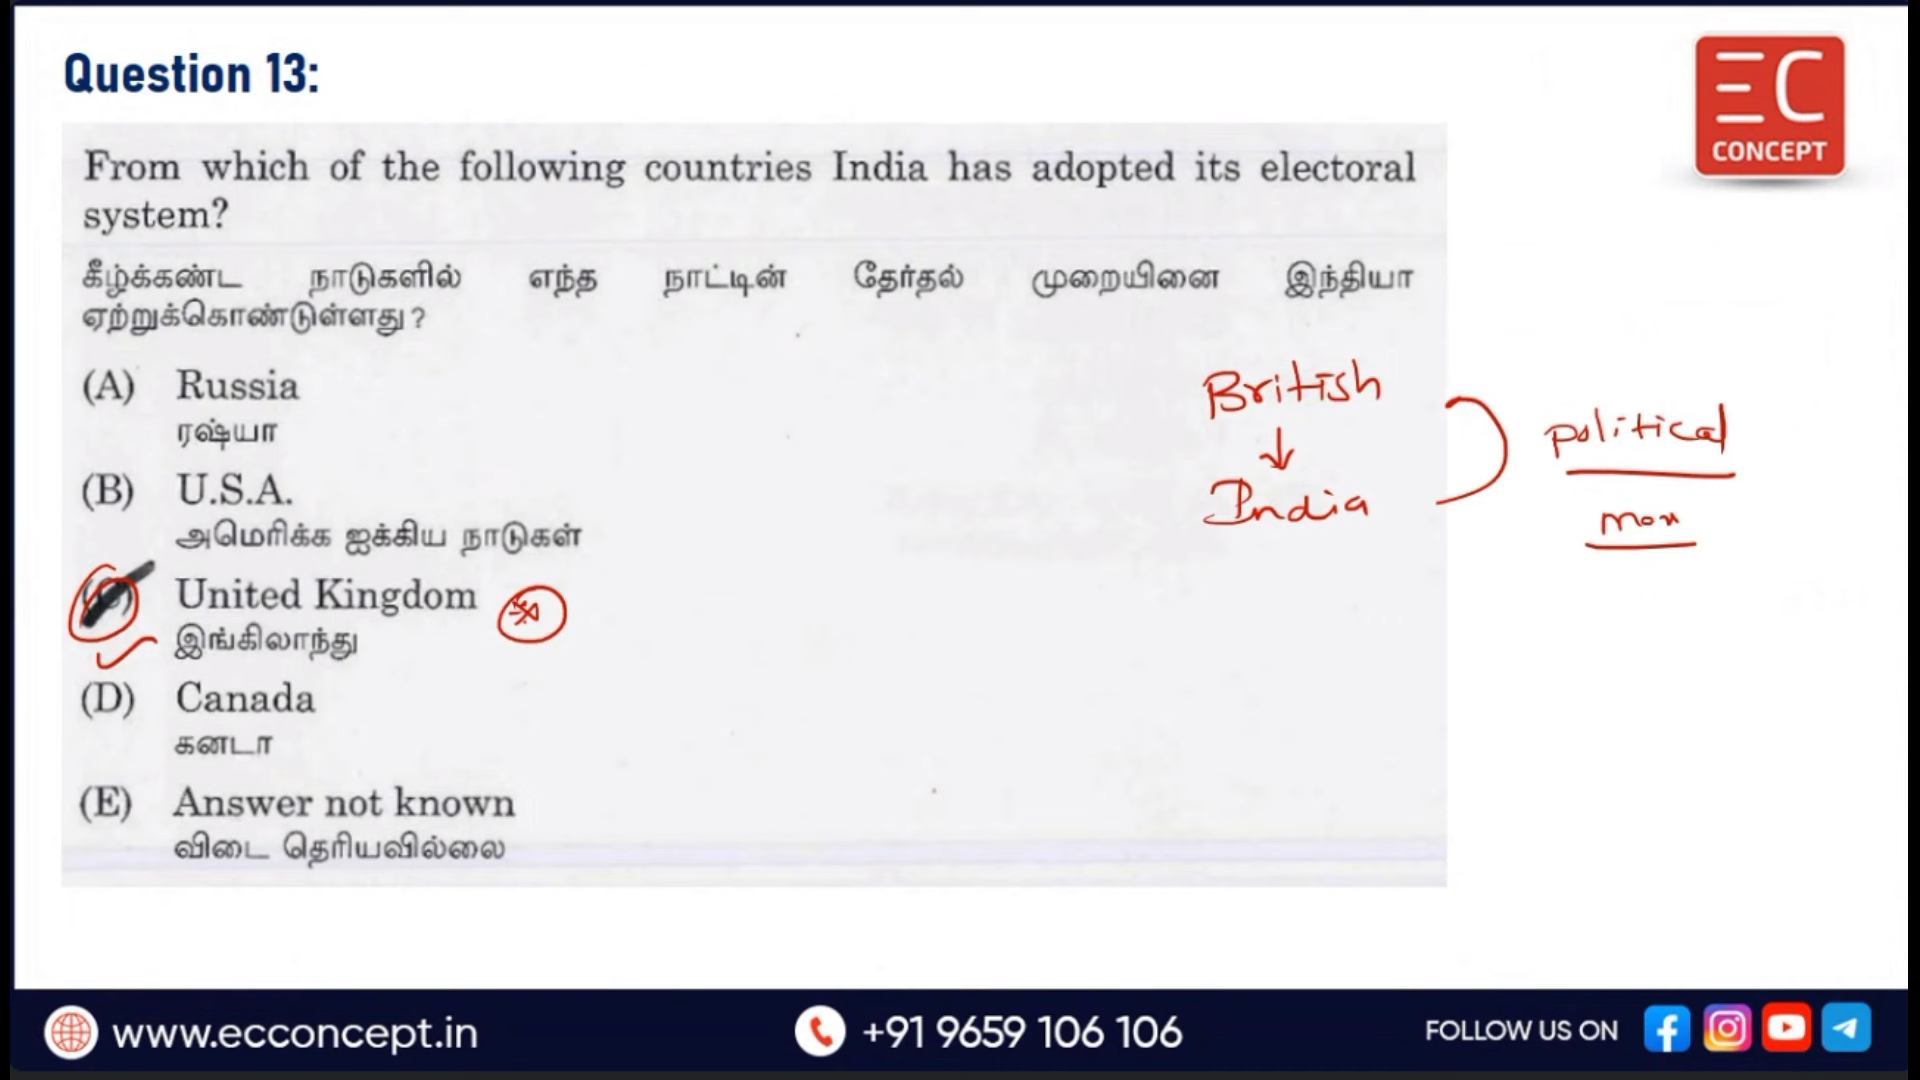 Question 13:
EC
CONCEPT
From which of the following countries India has adopted its electoral
system?
கீழ்க்கண்ட நாடுகளில் எந்த நாட்டின் தேர்தல் முறையினை இந்தியா
ஏற்றுக்கொண்டுள்ளது?
(A) Russia
ரஷ்யா
(B) U.S.A.
அமெரிக்க ஐக்கிய நாடுகள்
United Kingdom
இங்கிலாந்து
(D) Canada
கனடா
(E) Answer not known
விடை தெரியவில்லை
British
India
political
www.ecconcept.in
+91 9659 106 106
FOLLOW US ON